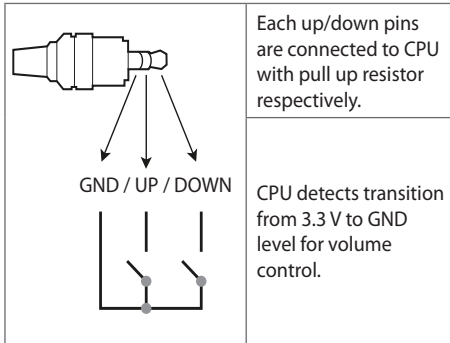 Each up/down pins
are connected to CPU
with pull up resistor
respectively.
GND / UP / DOWN
CPU detects transition
from 3.3 V to GND
level for volume
control.